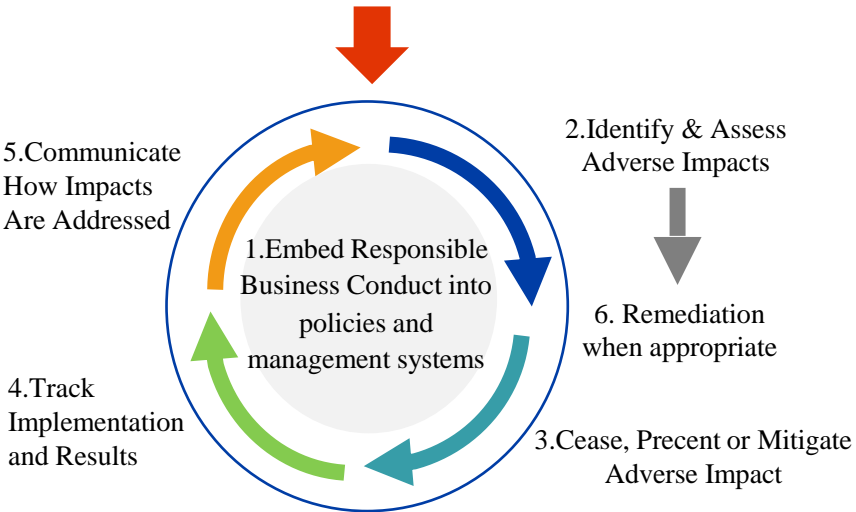 1.Embed Responsible
Business Conduct into
policies and
management systems
2.Identify & Assess
Adverse Impacts
3.Cease, Precent or Mitigate
Adverse Impact
4.Track
Implementation
and Results
5.Communicate
How Impacts
Are Addressed
6. Remediation
when appropriate